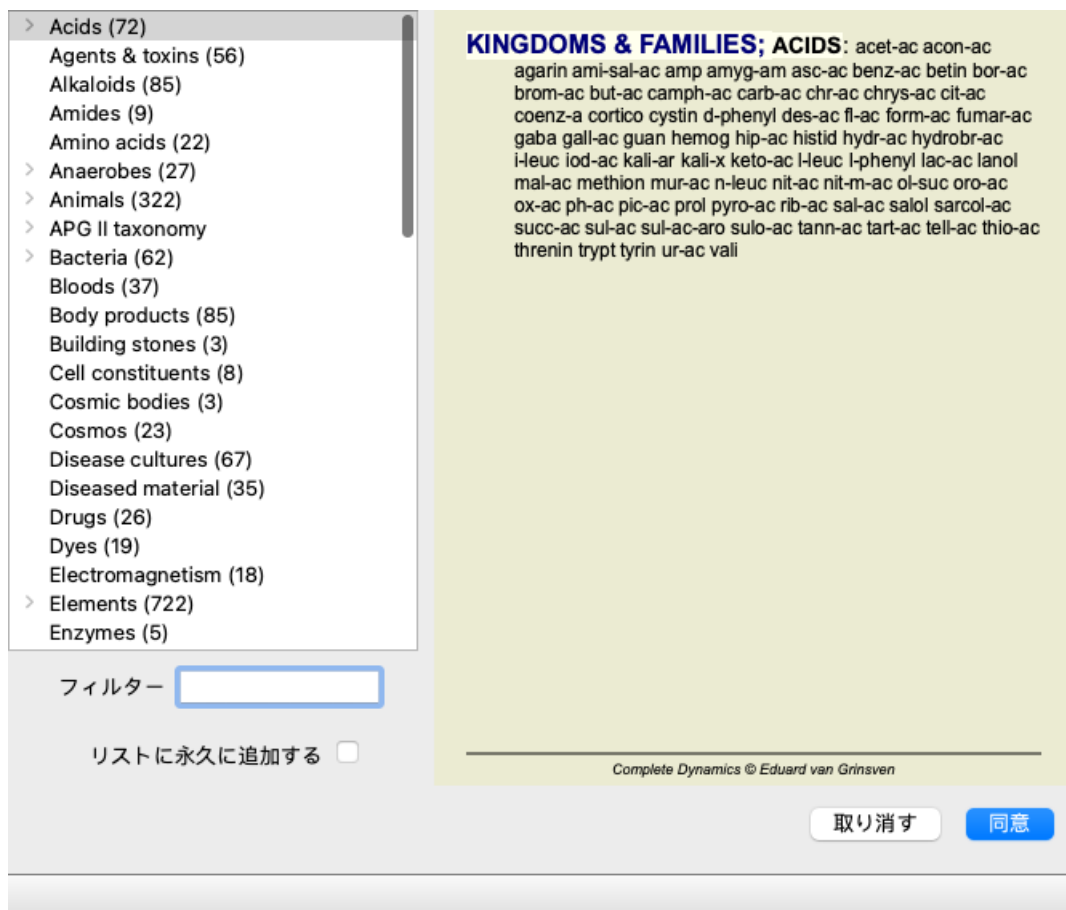 Acids (72)
Agents & toxins (56)
Alkaloids (85)
Amides (9)
Amino acids (22)
Anaerobes (27)
Animals (322)
APG II taxonomy
Bacteria (62)
Bloods (37)
Body products (85)
Building stones (3)
Cell constituents (8)
Cosmic bodies (3)
Cosmos (23)
Disease cultures (67)
Diseased material (35)
Drugs (26)
Dyes (19)
Electromagnetism (18)
Elements (722)
Enzymes (5)
フィルター
リストに永久に追加する
KINGDOMS & FAMILIES; ACIDS: acet-ac acon-ac
agarin ami-sal-ac amp amyg-am asc-ac benz-ac betin bor-ac
brom-ac but-ac camph-ac carb-ac chr-ac chrys-ac cit-ac
coenz-a cortico cystin d-phenyl des-ac fl-ac form-ac fumar-ac
gaba gall-ac guan hemog hip-ac histid hydr-ac hydrobr-ac
i-leuc iod-ac kali-ar kali-x keto-ac l-leuc l-phenyl lac-ac lanol
mal-ac methion mur-ac n-leuc nit-ac nit-m-ac ol-suc oro-ac
ox-ac ph-ac pic-ac prol pyro-ac rib-ac sal-ac salol sarcol-ac
succ-ac sul-ac sul-ac-aro sulo-ac tann-ac tart-ac tell-ac thio-ac
threnin trypt tyrin ur-ac vali
Complete Dynamics © Eduard van Grinsven
取り消す
同意